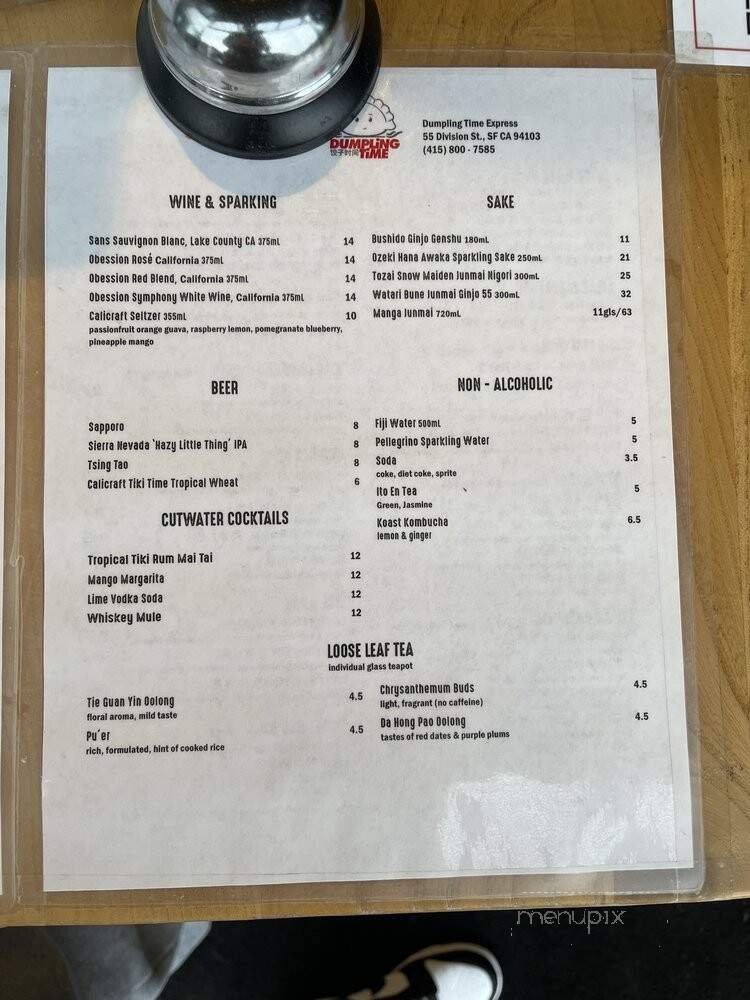 DUMPLING
饺子时间 TIME
Dumpling Time Express
55 Division St., SF CA 94103
(415) 800 - 7585
WINE & SPARKING
Sans Sauvignon Blanc, Lake County CA 375mL 14
Obession Rosé California 375mL 14
Obession Red Blend, California 375mL 14
Obession Symphony White Wine, California 375mL 14
Calicraft Seltzer 355mL 10
passionfruit orange guava, raspberry lemon, pomegranate blueberry,
pineapple mango
SAKE
Bushido Ginjo Genshu 180mL 11
Ozeki Hana Awaka Sparkling Sake 250mL 21
Tozai Snow Maiden Junmai Nigori 300mL 25
Watari Bune Junmai Ginjo 55 300mL 32
Manga Junmai 720mL 11gls/63
BEER
Sapporo 8
Sierra Nevada 'Hazy Little Thing' IPA 8
Tsing Tao 8
Calicraft Tiki Time Tropical Wheat 6
NON - ALCOHOLIC
Fiji Water 500mL 5
Pellegrino Sparkling Water 5
Soda 3.5
coke, diet coke, sprite
Ito En Tea 5
Green, Jasmine
Koast Kombucha 6.5
lemon & ginger
CUTWATER COCKTAILS
Tropical Tiki Rum Mai Tai 12
Mango Margarita 12
Lime Vodka Soda 12
Whiskey Mule 12
LOOSE LEAF TEA
individual glass teapot
Tie Guan Yin Oolong 4.5
floral aroma, mild taste
Pu'er 4.5
rich, formulated, hint of cooked rice
Chrysanthemum Buds 4.5
light, fragrant (no caffeine)
Da Hong Pao Oolong 4.5
tastes of red dates & purple plums
menupix